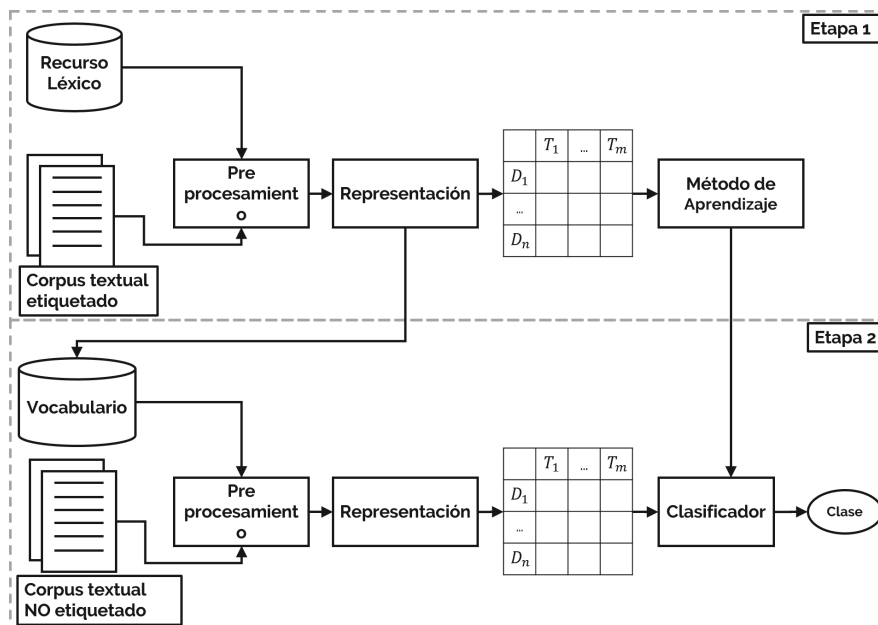 Etapa 1
Recurso
Léxico
Pre
procesamient
o
Representación
T₁ ... Tₘ
D₁
...
Dₙ
Método de
Aprendizaje
Corpus textual
etiquetado
Etapa 2
Vocabulario
Pre
procesamient
o
Representación
T₁ ... Tₘ
D₁
...
Dₙ
Clasificador
Clase
Corpus textual
NO etiquetado